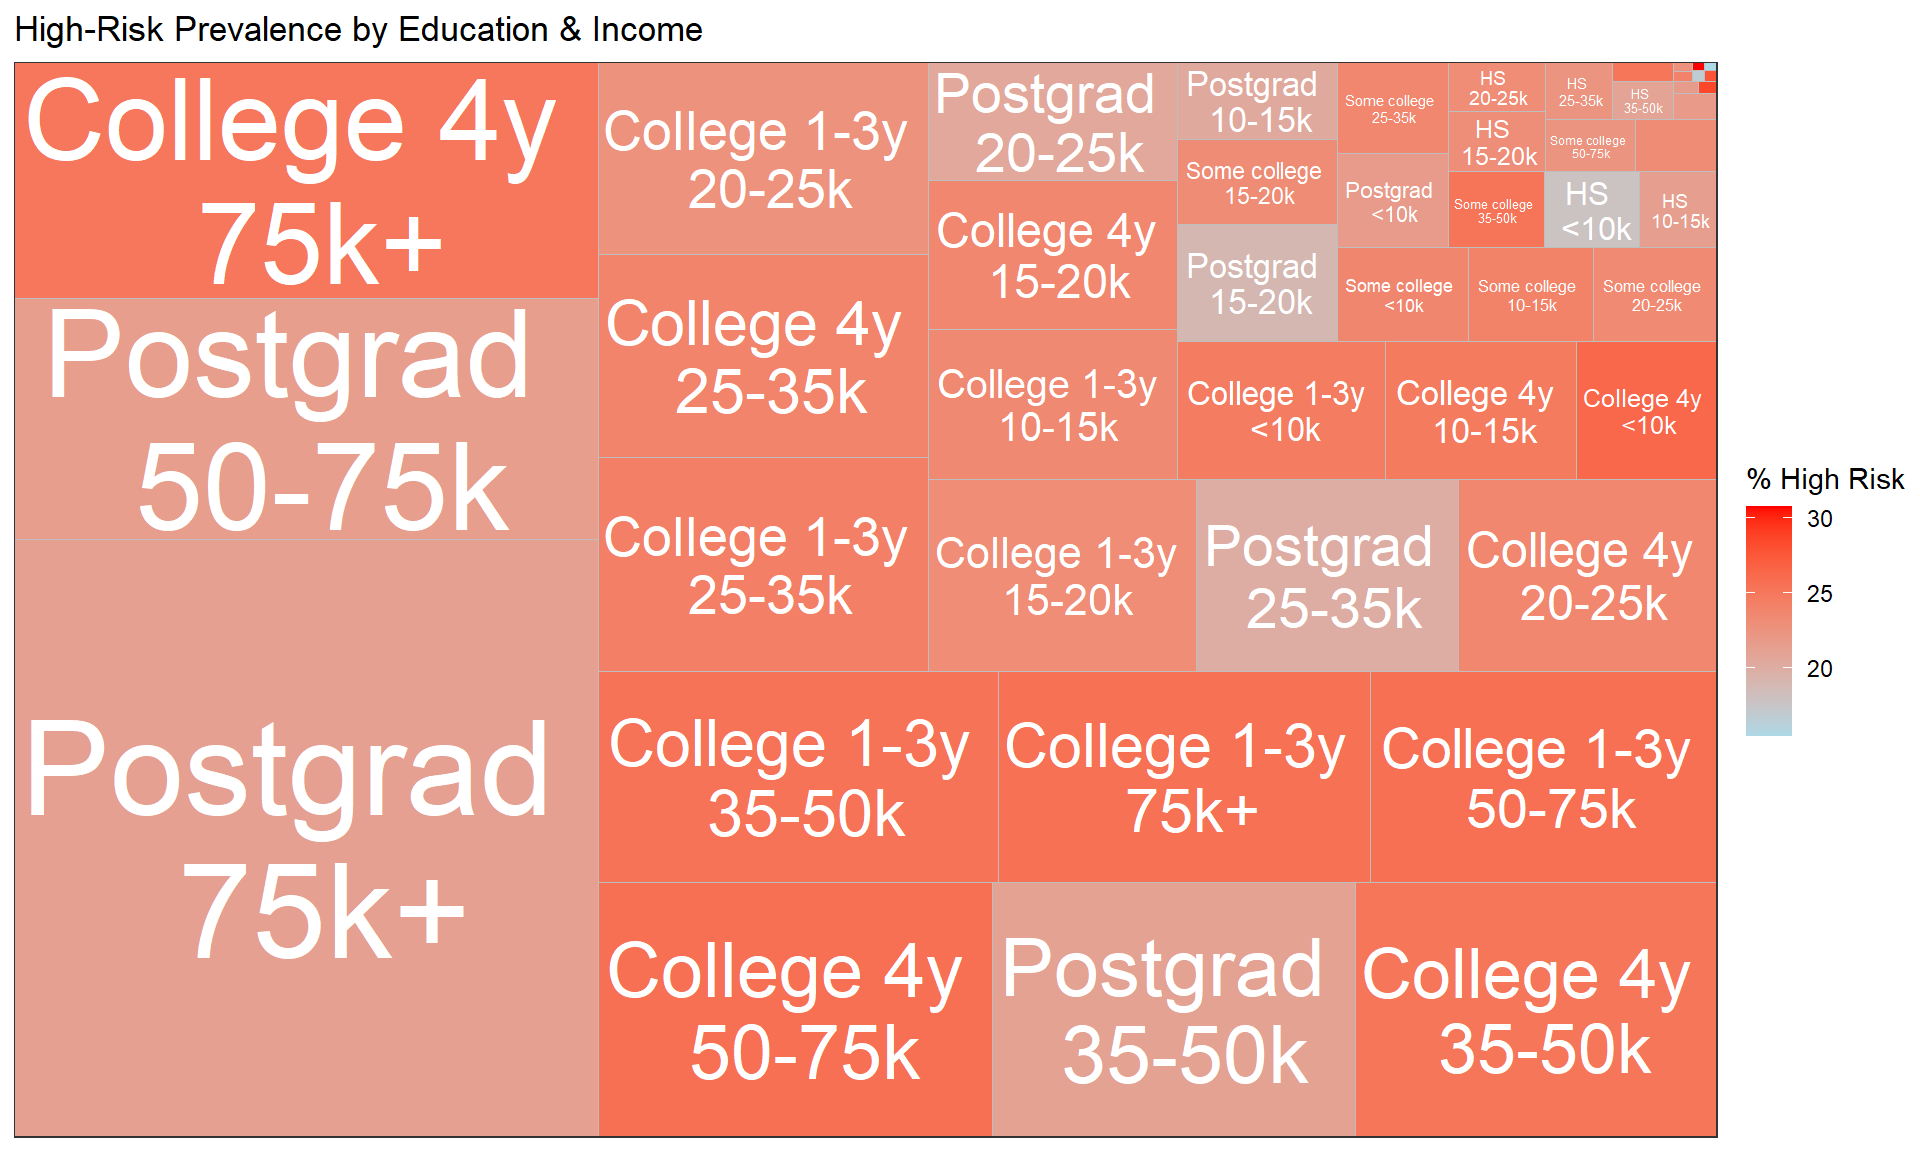 High-Risk Prevalence by Education & Income
College 4y
75k+
Postgrad
50-75k
Postgrad
75k+
College 1-3y
20-25k
College 4y
25-35k
College 1-3y
25-35k
Postgrad
20-25k
College 4y
15-20k
College 1-3y
10-15k
College 1-3y
15-20k
Postgrad
25-35k
College 4y
20-25k
Postgrad
10-15k
Some college
15-20k
Postgrad
15-20k
Some college
25-35k
Postgrad
<10k
HS
20-25k
HS
15-20k
Some college
35-50k
HS
25-35k
HS
35-50k
Some college
50-75k
HS
<10k
HS
10-15k
Some college
<10k
Some college
10-15k
Some college
20-25k
College 1-3y
<10k
College 4y
10-15k
College 4y
<10k
College 1-3y
35-50k
College 1-3y
75k+
College 1-3y
50-75k
College 4y
50-75k
Postgrad
35-50k
College 4y
35-50k
% High Risk
30
25
20